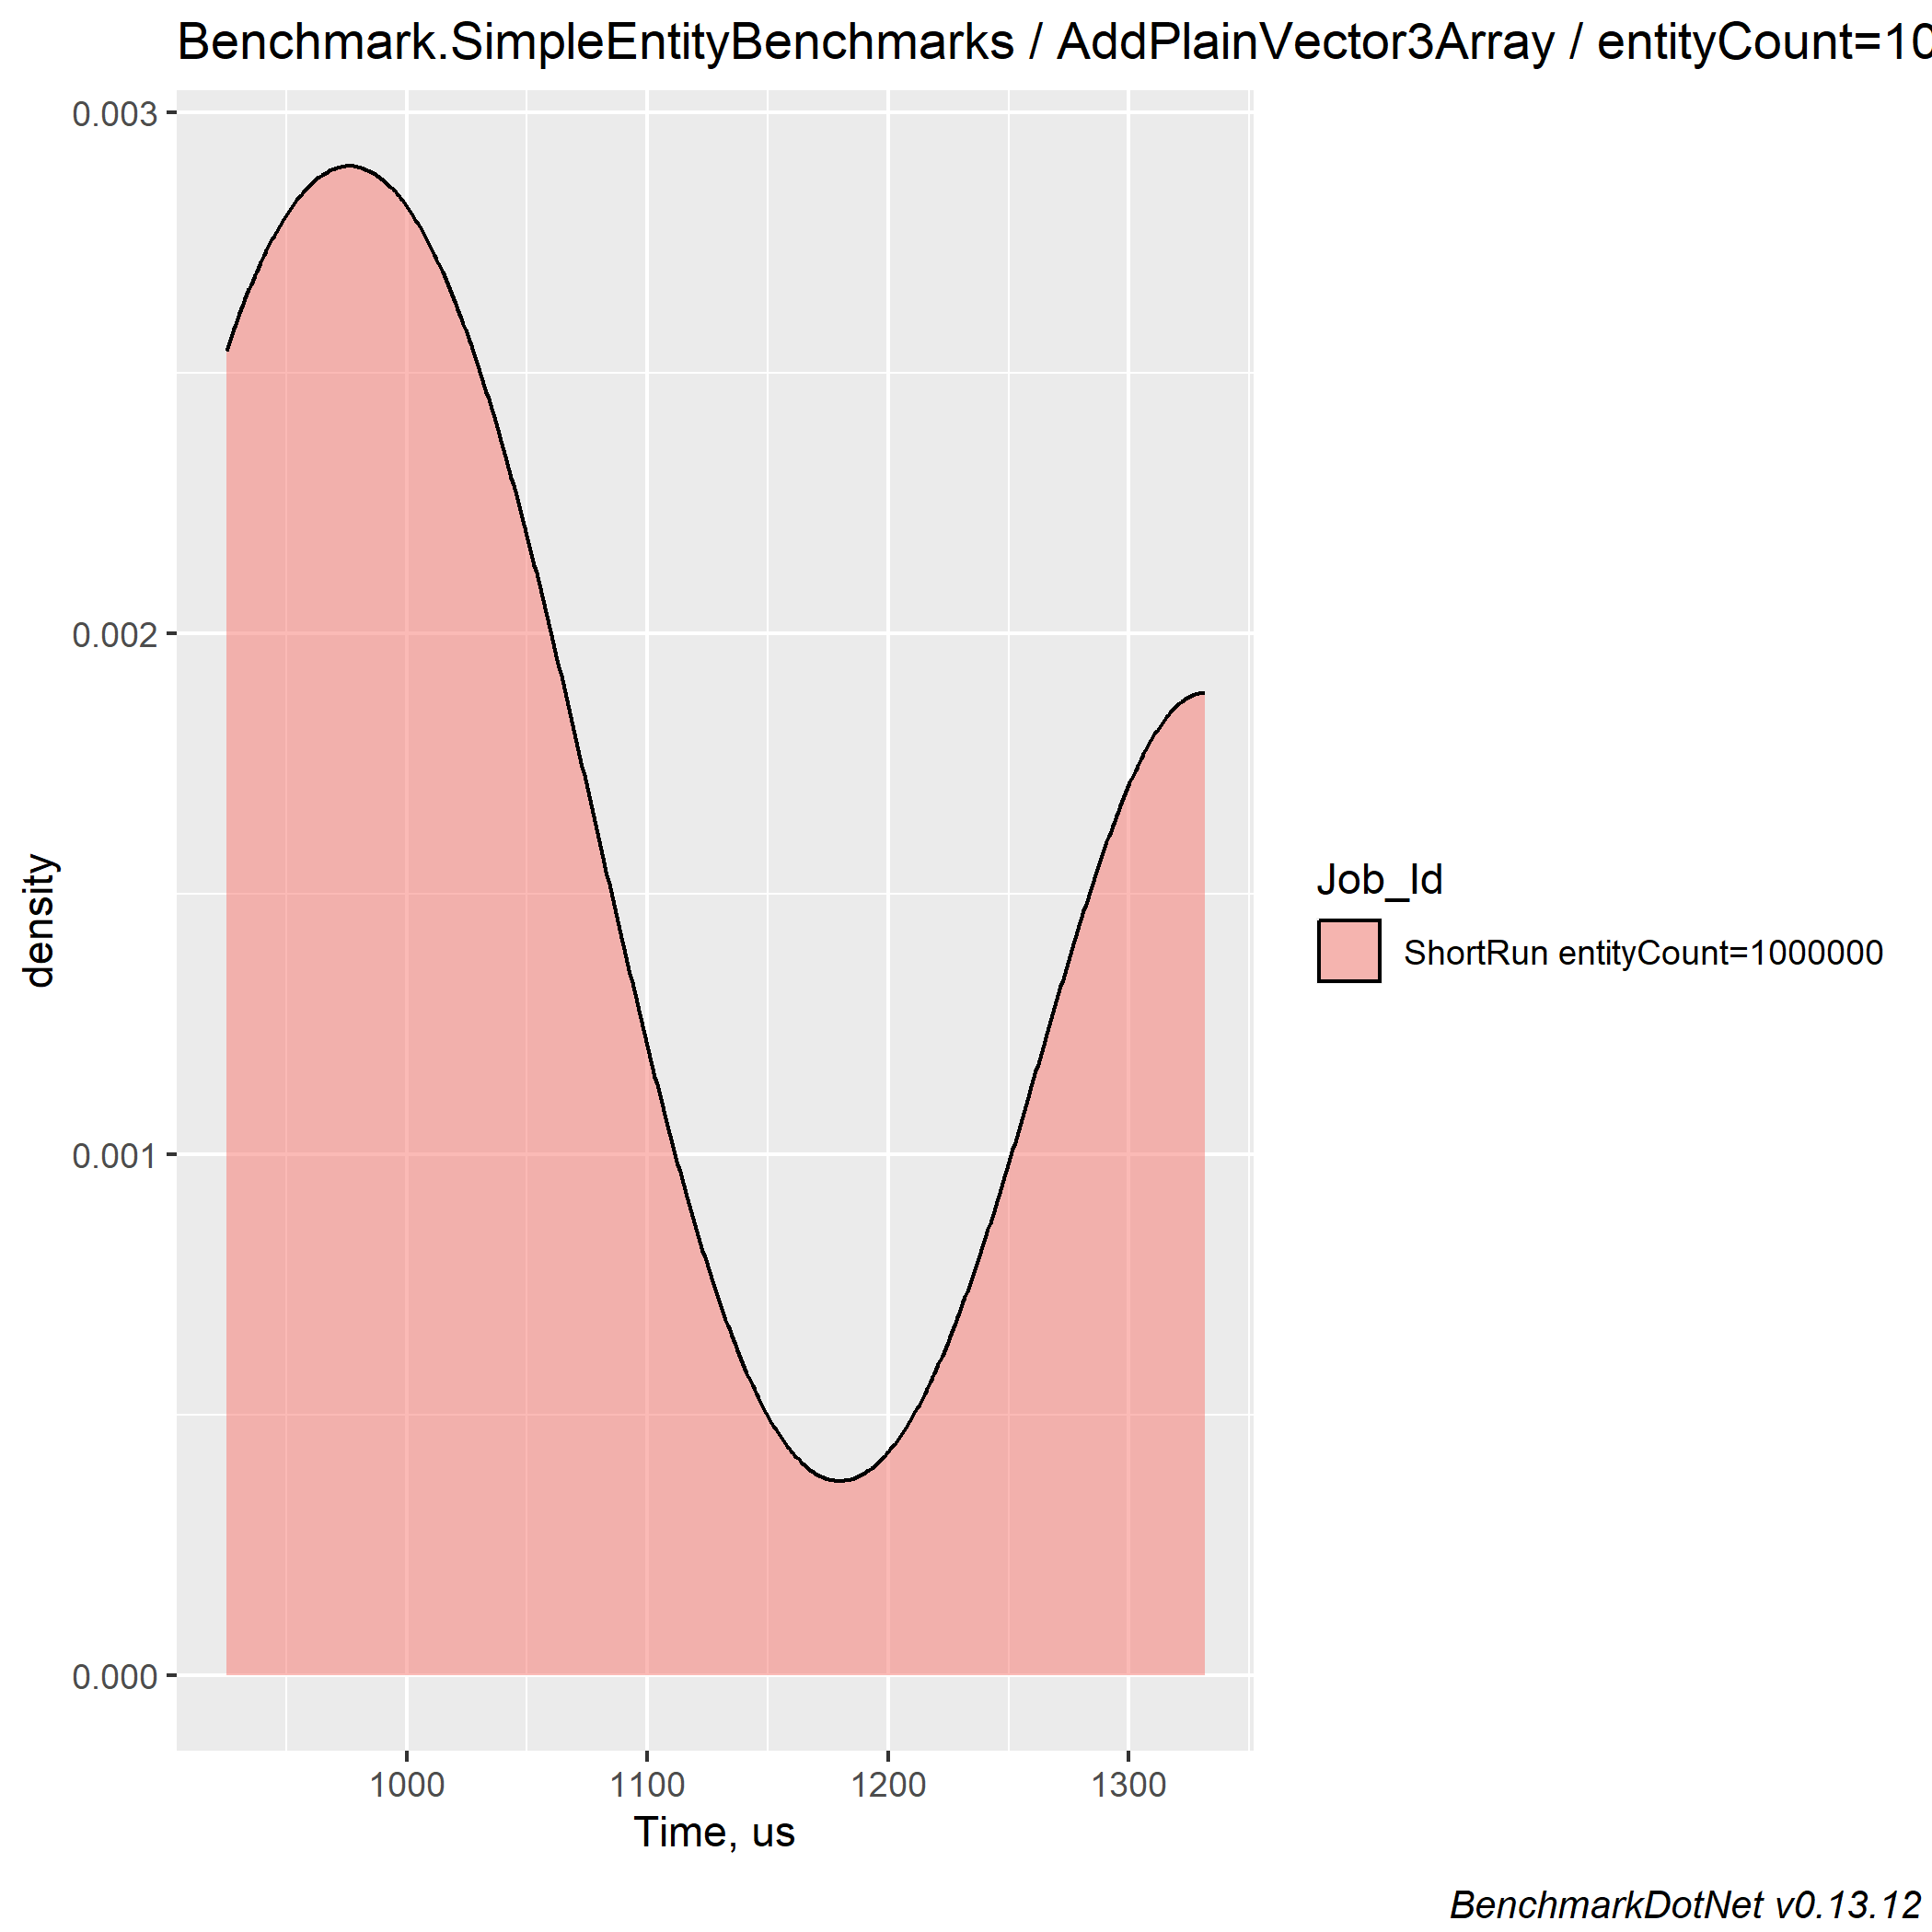 Benchmark.SimpleEntityBenchmarks / AddPlainVector3Array / entityCount=10
0.003
0.002
0.001
0.000
density
1000 1100 1200 1300
Time, us
Job_Id
ShortRun entityCount=1000000
BenchmarkDotNet v0.13.12